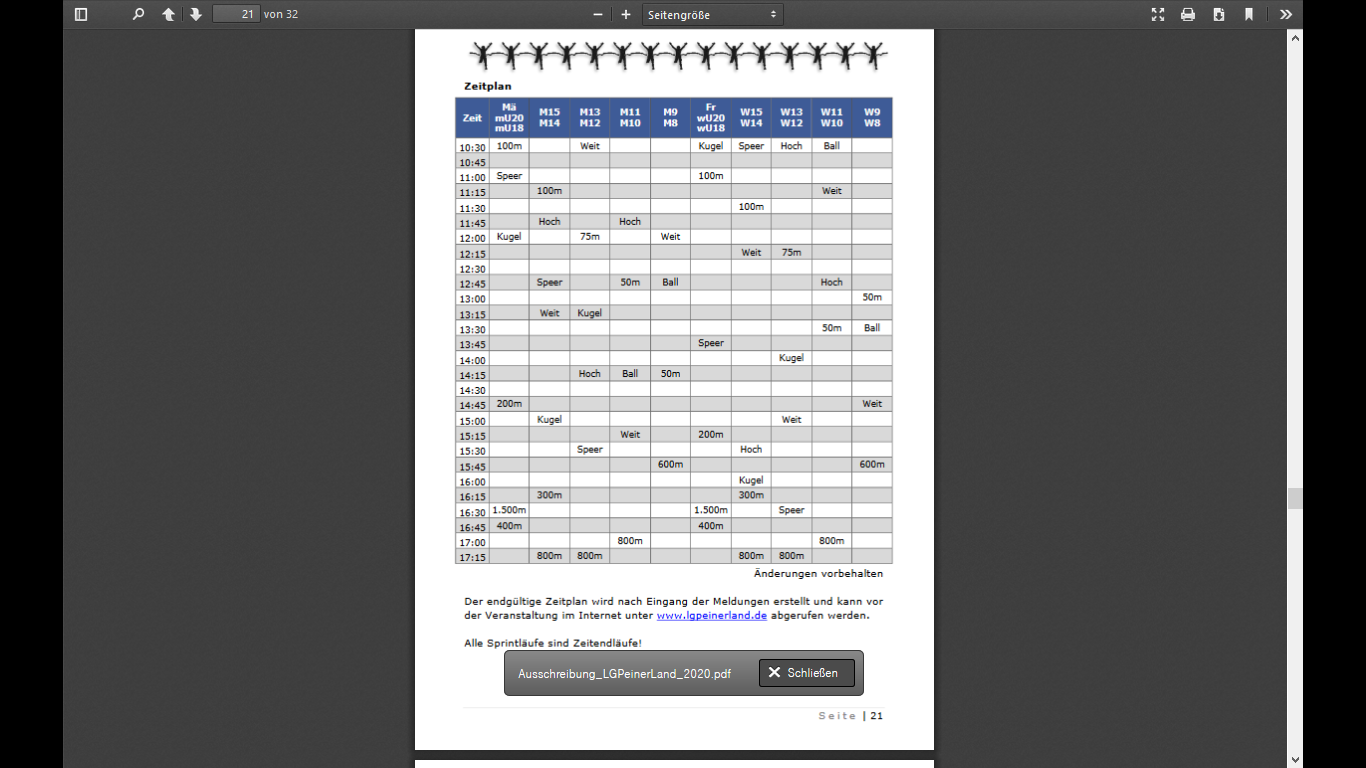 21 von 32 Seitengröße
Zeitplan
Zeit Mä mU20 mU18 M15 M14 M13 M12 M11 M10 M9 M8 Fr wU20 wU18 W15 W14 W13 W12 W11 W10 W9 W8
10:30 100m Weit Kugel Speer Hoch Ball
10:45
11:00 Speer 100m
11:15 100m Weit
11:30 100m
11:45 Hoch Hoch
12:00 Kugel 75m Weit
12:15 Weit 75m
12:30
12:45 Speer 50m Ball Hoch
13:00 50m
13:15 Weit Kugel
13:30 50m Ball
13:45 Speer
14:00 Kugel
14:15 Hoch Ball 50m
14:30
14:45 200m Weit
15:00 Kugel Weit
15:15 Weit 200m
15:30 Speer Hoch
15:45 600m 600m
16:00 Kugel
16:15 300m 300m
16:30 1.500m 1.500m Speer
16:45 400m 400m
17:00 800m 800m
17:15 800m 800m 800m 800m
Änderungen vorbehalten
Der endgültige Zeitplan wird nach Eingang der Meldungen erstellt und kann vor
der Veranstaltung im Internet unter www.lgpeinerland.de abgerufen werden.
Alle Sprintläufe sind Zeitendläufe!
Ausschreibung_LGPeinerLand_2020.pdf Schließen
Seite | 21